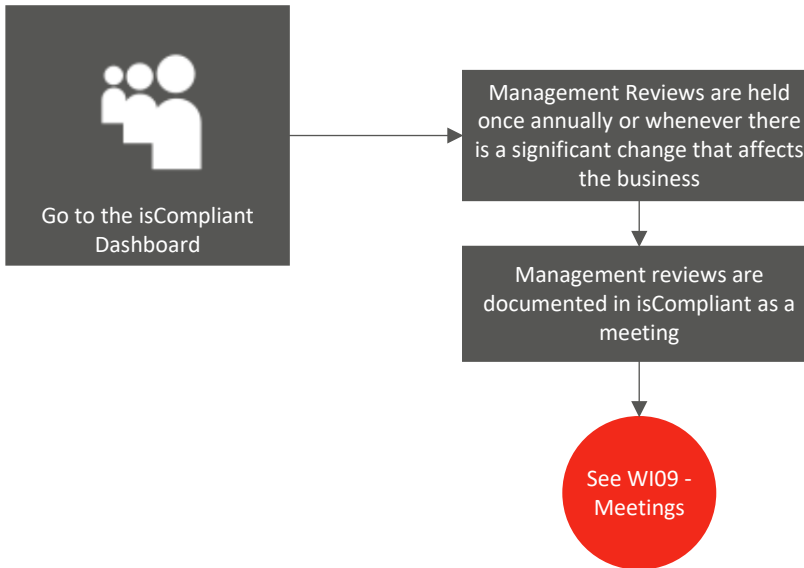 Go to the isCompliant
Dashboard
Management Reviews are held
once annually or whenever there
is a significant change that affects
the business
Management reviews are
documented in isCompliant as a
meeting
See WI09 -
Meetings